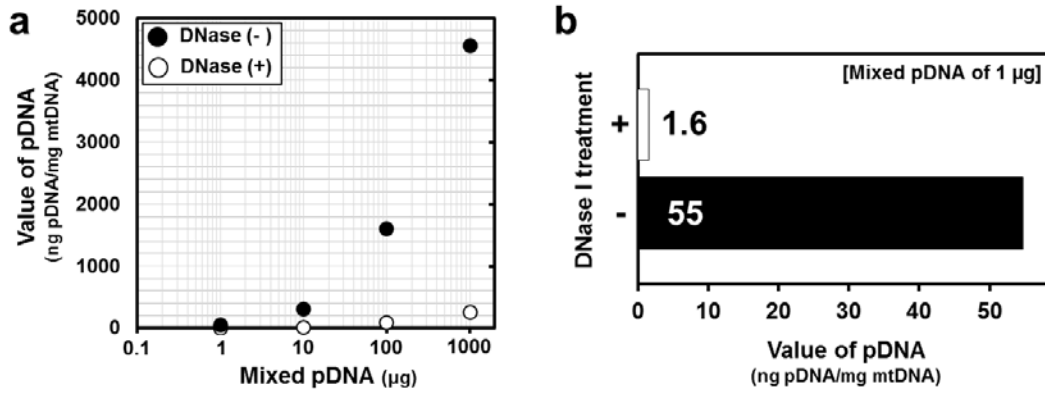 a
DNase (-)
DNase (+)
5000
4000
3000
2000
1000
0
0.1
1
10
100
1000
Value of pDNA
(ng pDNA/mg mtDNA)
Mixed pDNA (µg)
b
[Mixed pDNA of 1 µg]
DNase I treatment
+
1.6
-
55
0
10
20
30
40
50
Value of pDNA
(ng pDNA/mg mtDNA)